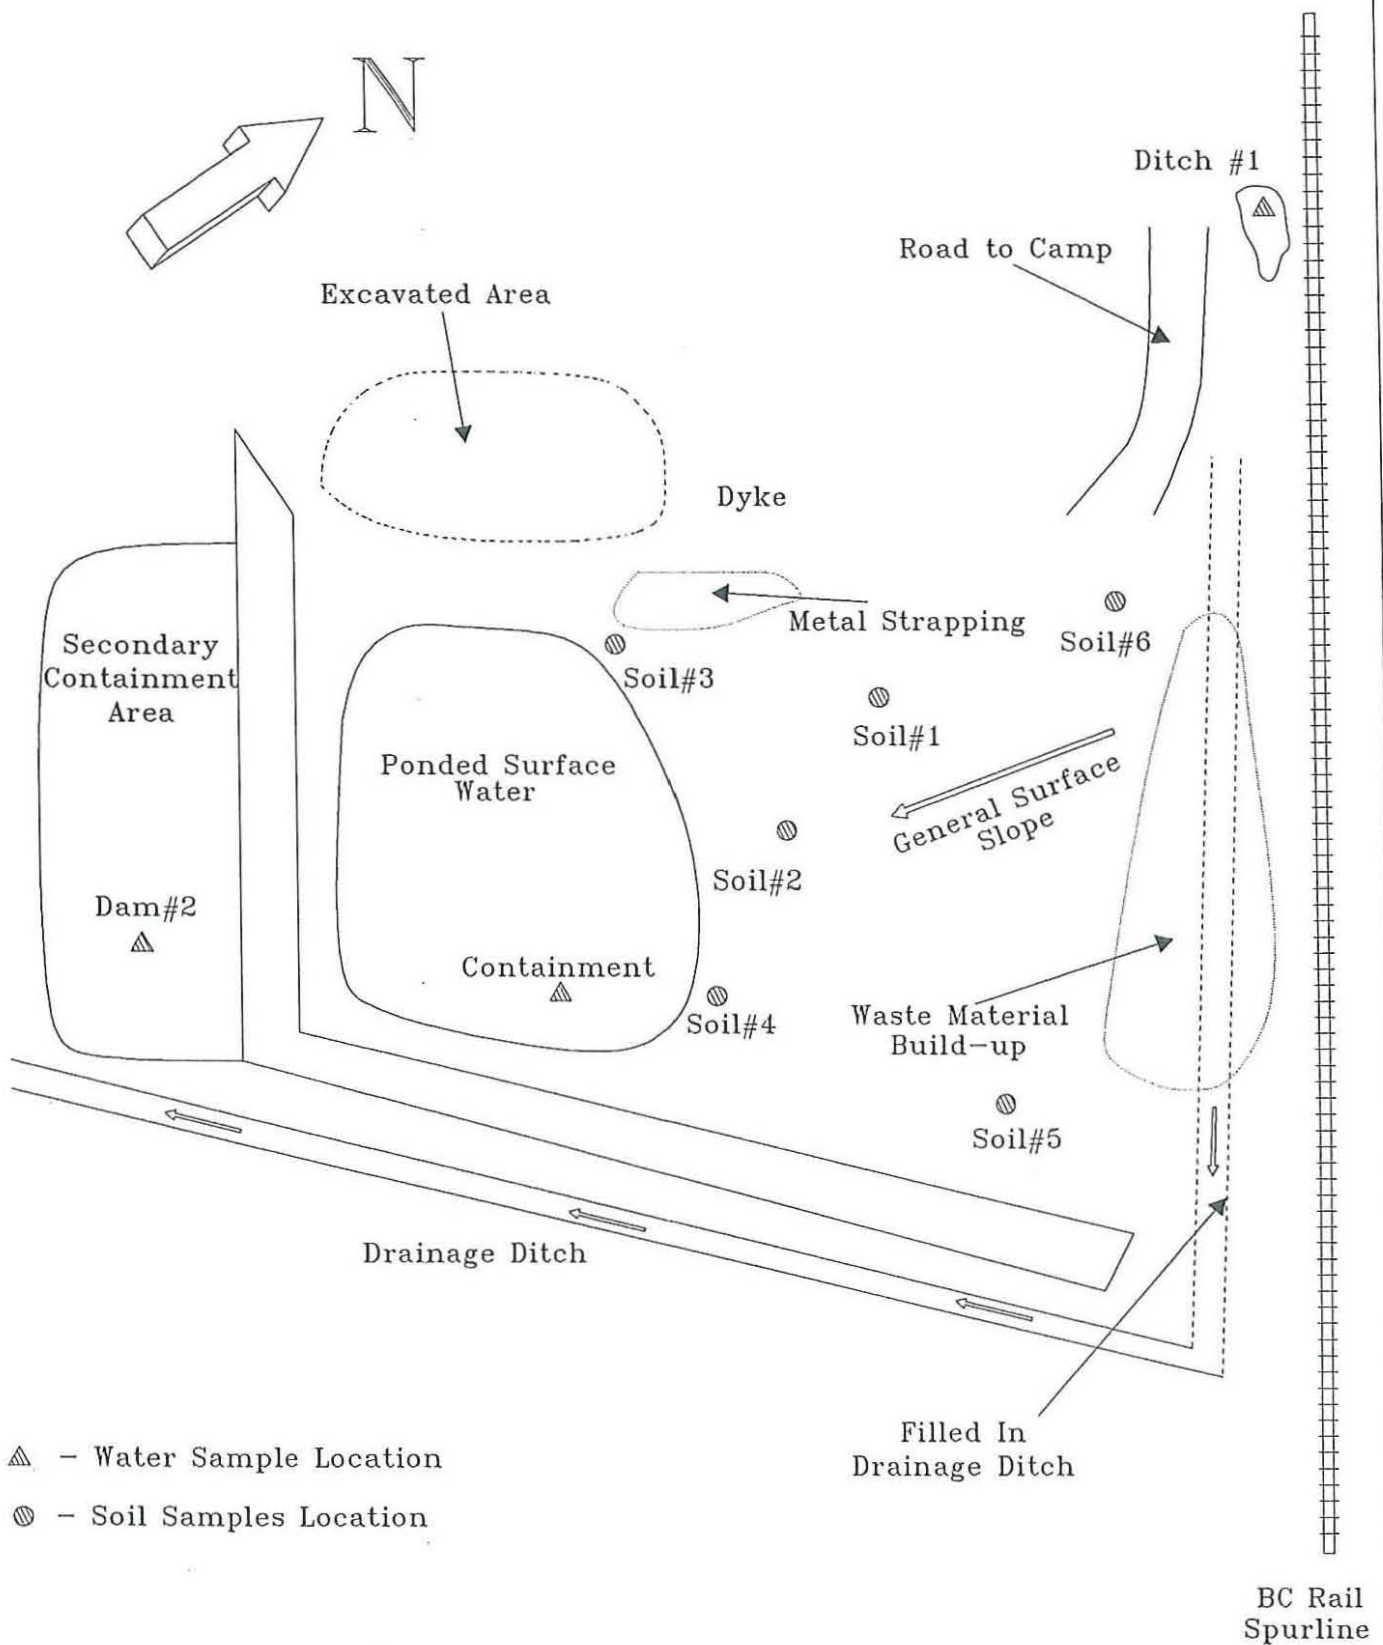 N
Ditch #1
Road to Camp
Excavated Area
Dyke
Metal Strapping
Soil#6
Secondary
Containment
Area
Soil#3
Soil#1
Ponded Surface
Water
General Surface
Slope
Soil#2
Dam#2
Containment
Soil#4
Waste Material
Build-up
Soil#5
Drainage Ditch
Filled In
Drainage Ditch
- Water Sample Location
- Soil Samples Location
BC Rail
Spurline